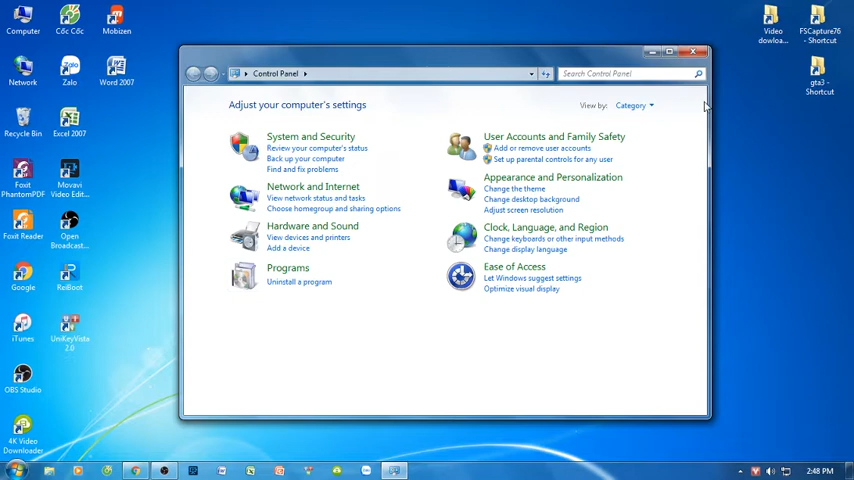 Computer
Cốc Cốc
Mobizen
Network
Zalo
Word 2007
Recycle Bin
Excel 2007
Foxit
PhantomPDF
Movavi
Video Edit...
Foxit Reader
Open
Broadcast...
Google
ReiBoot
iTunes
UniKeyVista
2.0
OBS Studio
4K Video
Downloader
Video
dowloa...
FSCapture76
- Shortcut
gta3 -
Shortcut
Control Panel
Search Control Panel
Adjust your computer's settings
View by:
Category
System and Security
Review your computer's status
Back up your computer
Find and fix problems
Network and Internet
View network status and tasks
Choose homegroup and sharing options
Hardware and Sound
View devices and printers
Add a device
Programs
Uninstall a program
User Accounts and Family Safety
Add or remove user accounts
Set up parental controls for any user
Appearance and Personalization
Change the theme
Change desktop background
Adjust screen resolution
Clock, Language, and Region
Change keyboards or other input methods
Change display language
Ease of Access
Let Windows suggest settings
Optimize visual display
2:48 PM